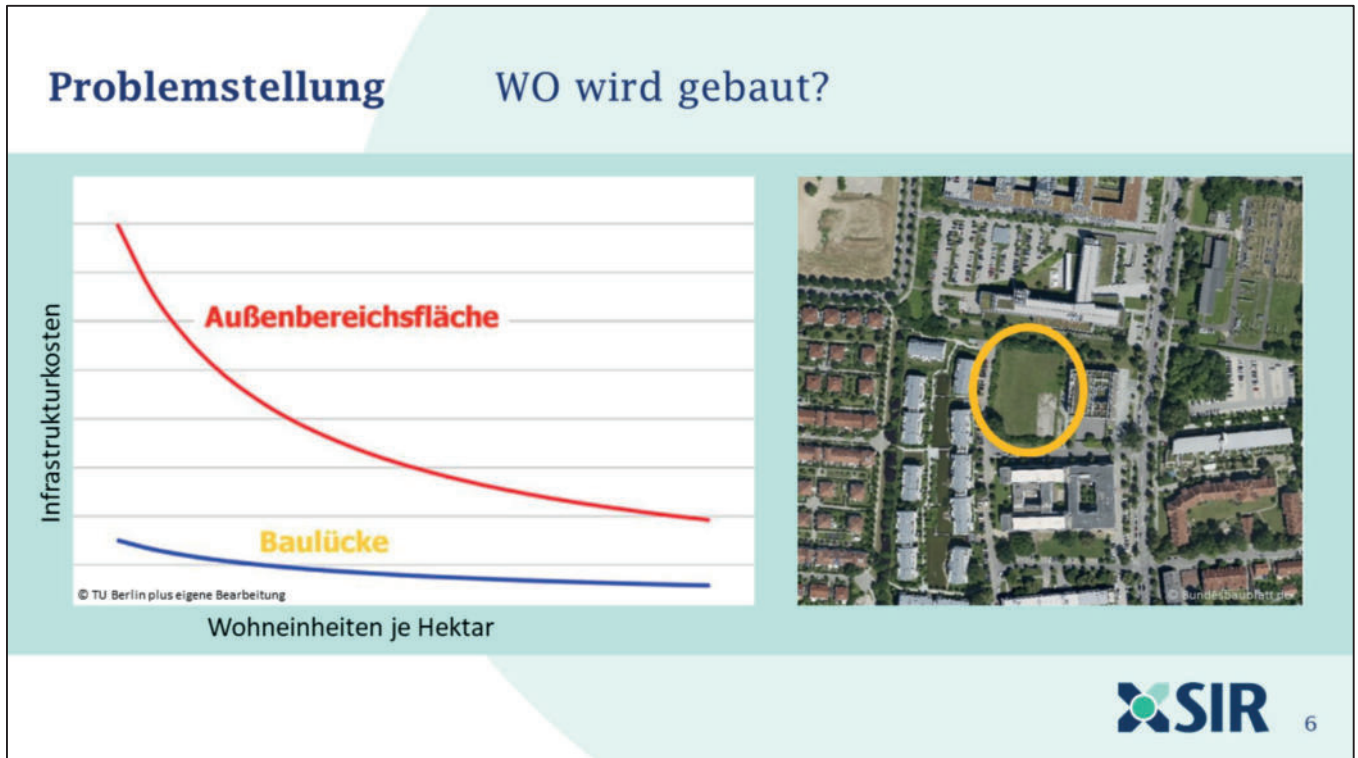 Problemstellung WO wird gebaut?
Infrastrukturkosten
Außenbereichsfläche
Baulücke
© TU Berlin plus eigene Bearbeitung
Wohneinheiten je Hektar
© Bundesbaublatt.de
SIR
6